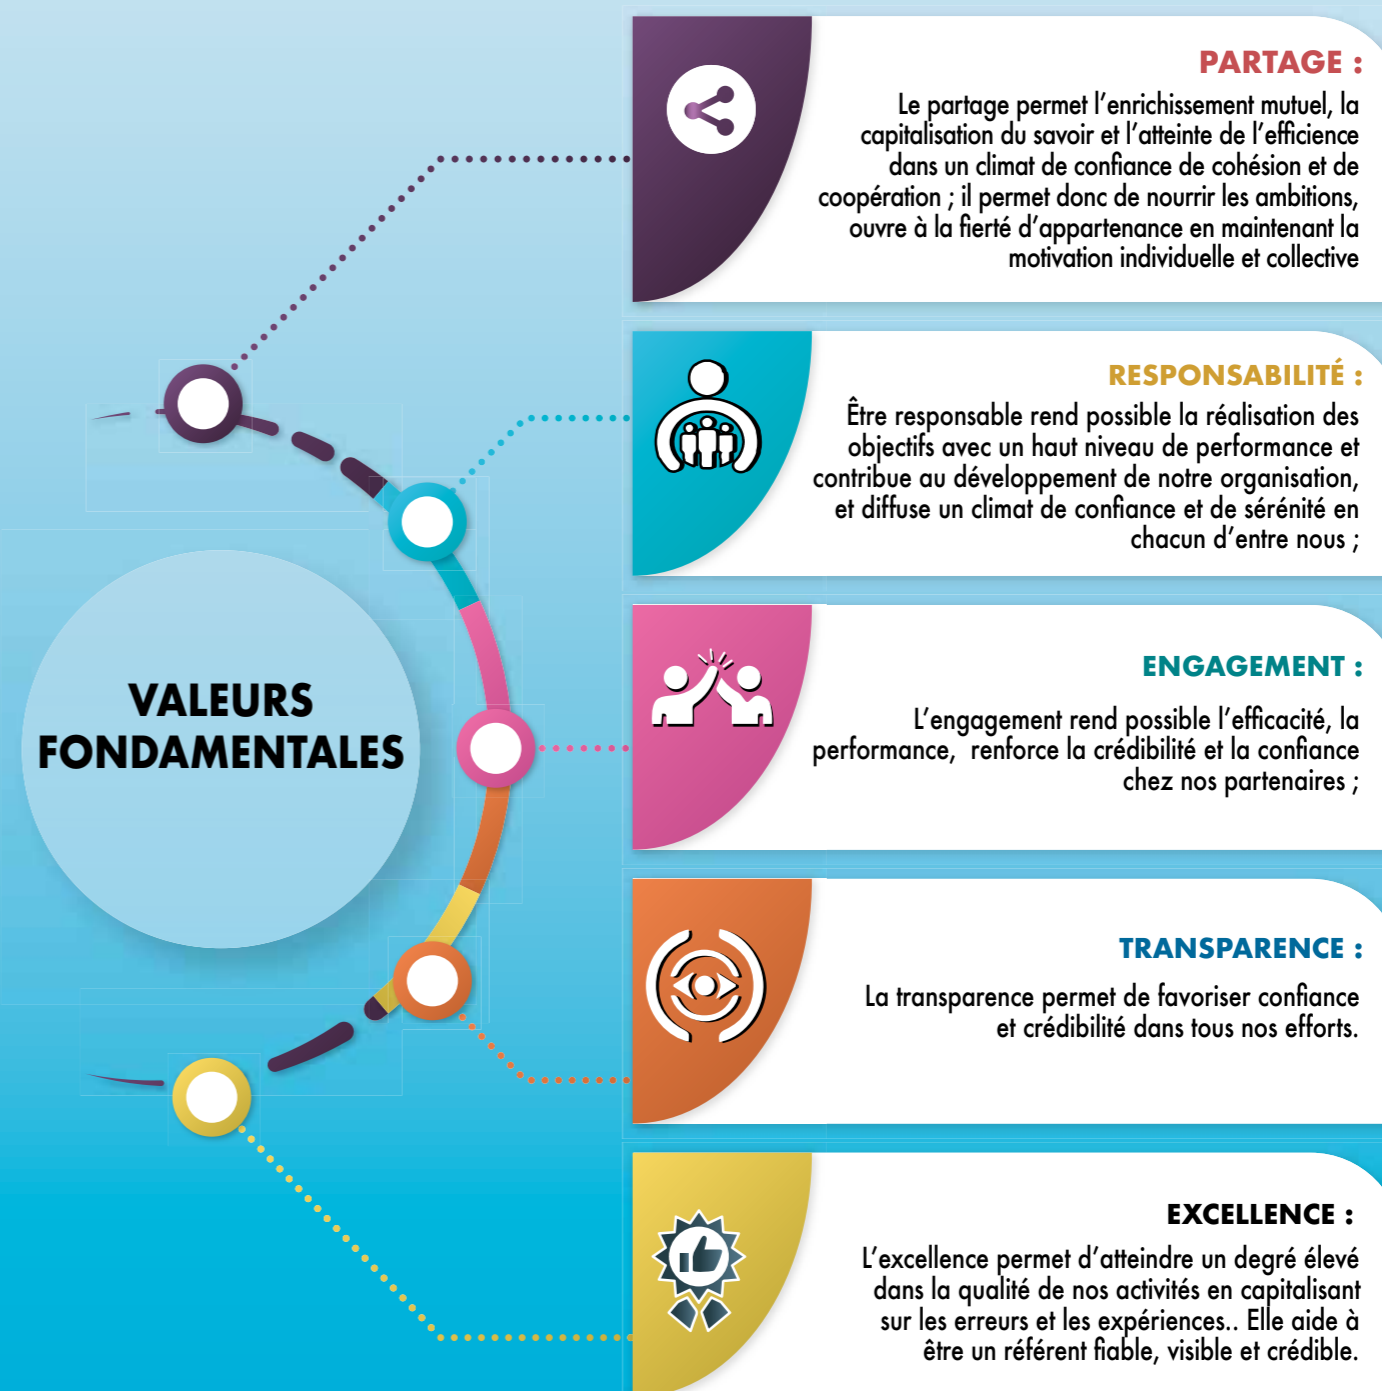 VALEURS
FONDAMENTALES
PARTAGE :
Le partage permet l’enrichissement mutuel, la
capitalisation du savoir et l’atteinte de l’efficience
dans un climat de confiance de cohésion et de
coopération ; il permet donc de nourrir les ambitions,
ouvre à la fierté d’appartenance en maintenant la
motivation individuelle et collective
RESPONSABILITÉ :
Être responsable rend possible la réalisation des
objectifs avec un haut niveau de performance et
contribue au développement de notre organisation,
et diffuse un climat de confiance et de sérénité en
chacun d’entre nous ;
ENGAGEMENT :
L’engagement rend possible l’efficacité, la
performance,  renforce la crédibilité et la confiance
chez nos partenaires ;
TRANSPARENCE :
La transparence permet de favoriser confiance
et crédibilité dans tous nos efforts.
EXCELLENCE :
L’excellence permet d’atteindre un degré élevé
dans la qualité de nos activités en capitalisant
sur les erreurs et les expériences.. Elle aide à
être un référent fiable, visible et crédible.